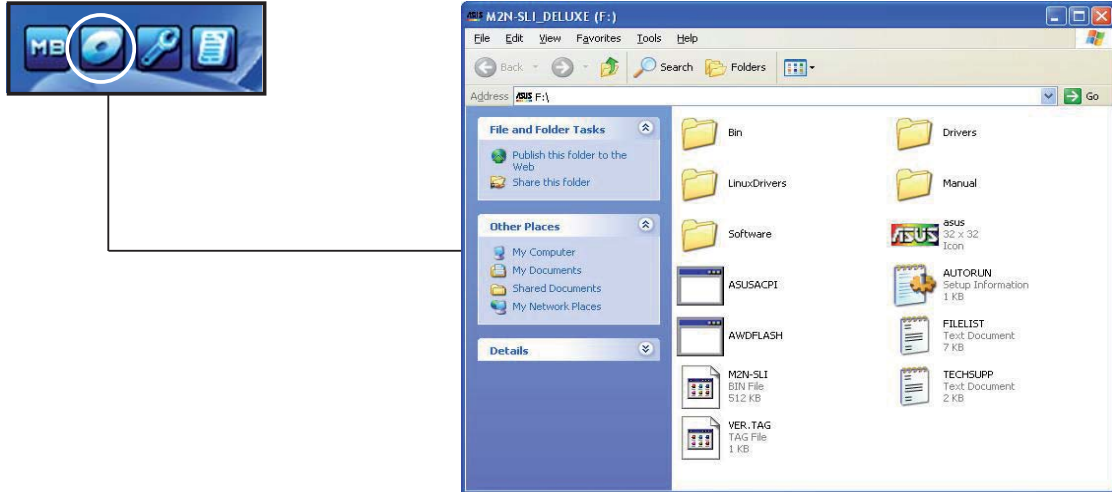 MB
ASUS M2N-SLI_DELUXE (F:)
File Edit View Favorites Tools Help
Back Search Folders
Address ASUS F:\ Go
File and Folder Tasks
Publish this folder to the
Web
Share this folder
Other Places
My Computer
My Documents
Shared Documents
My Network Places
Details
Bin
Drivers
LinuxDrivers
Manual
Software
ASUS
asus
32 x 32
Icon
ASUSACPI
AUTORUN
Setup Information
1 KB
AWDFLASH
FILELIST
Text Document
7 KB
M2N-SLI
BIN File
512 KB
TECHSUPP
Text Document
2 KB
VER.TAG
TAG File
1 KB